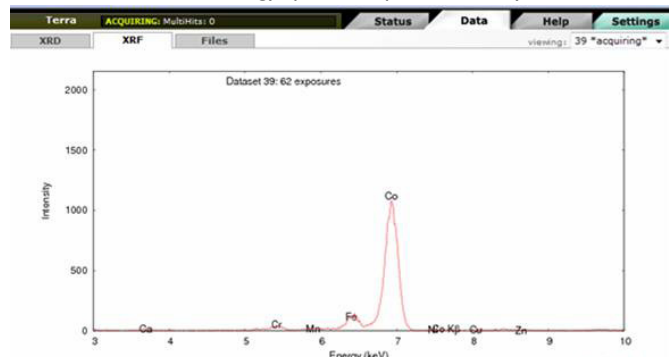 Terra ACQUIRING: MultiHits: 0 Status Data Help Settings
XRD XRF Files viewing: 39 *acquiring*
Dataset 39: 62 exposures
2000
1500
Intensity
1000
500
0
Co
Ca Cr Mn Fe Ni Co Kβ Cu Zn
3 4 5 6 7 8 9 10
Energy (keV)